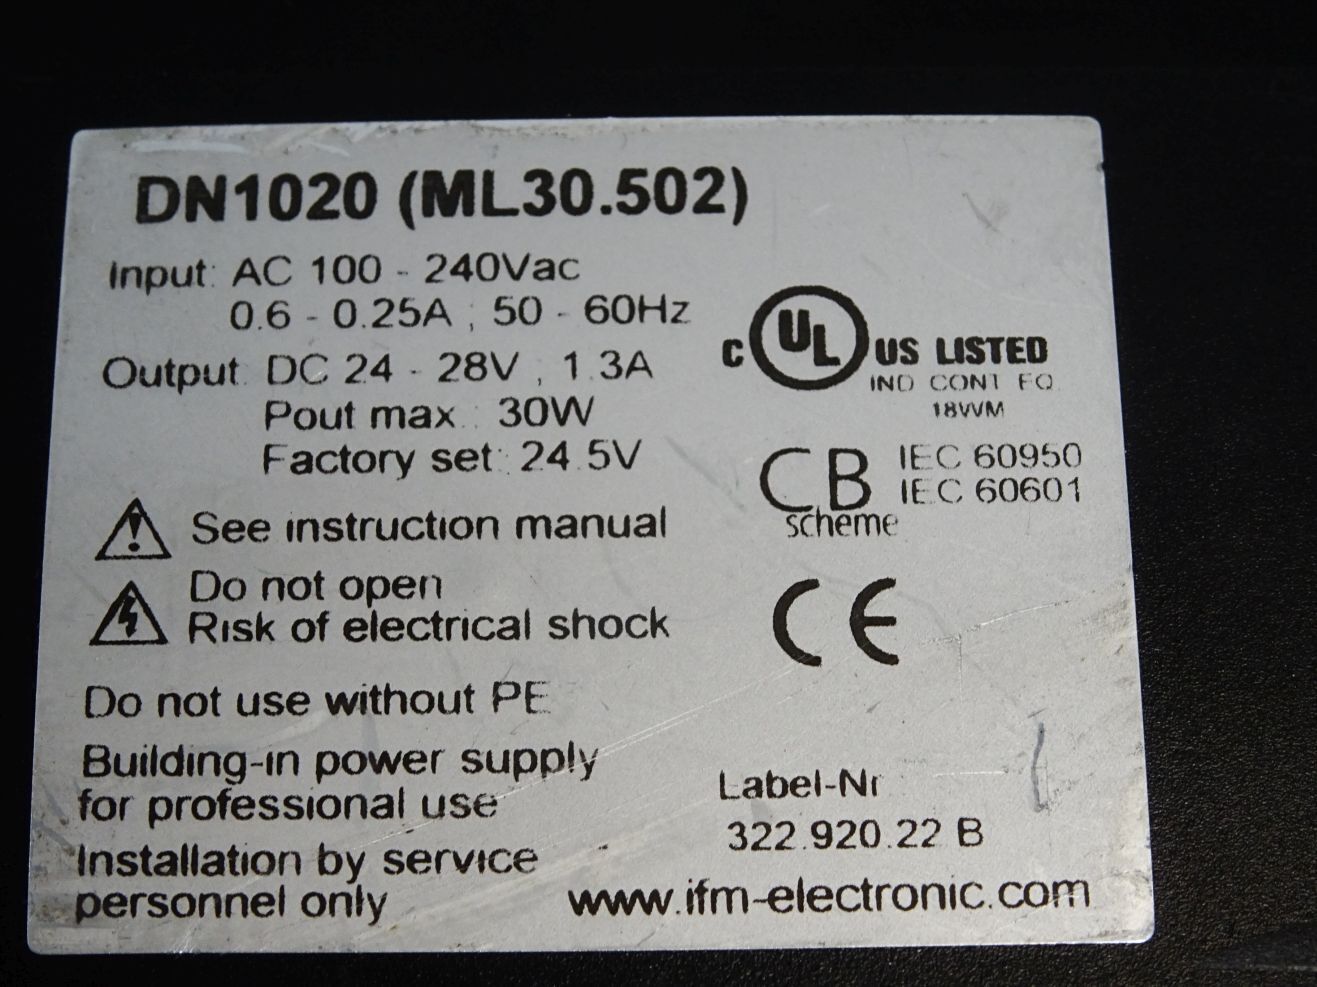 DN1020 (ML30.502)
Input: AC 100 - 240Vac
0.6 - 0.25A ; 50 - 60Hz
Output: DC 24 - 28V ; 1.3A
Pout max.: 30W
Factory set: 24.5V
C UL US LISTED
IND CONT EQ
18WM
CB scheme
IEC 60950
IEC 60601
See instruction manual
Do not open
Risk of electrical shock
CE
Do not use without PE
Building-in power supply
for professional use
Installation by service
personnel only
Label-Nr
322.920.22 B
www.ifm-electronic.com